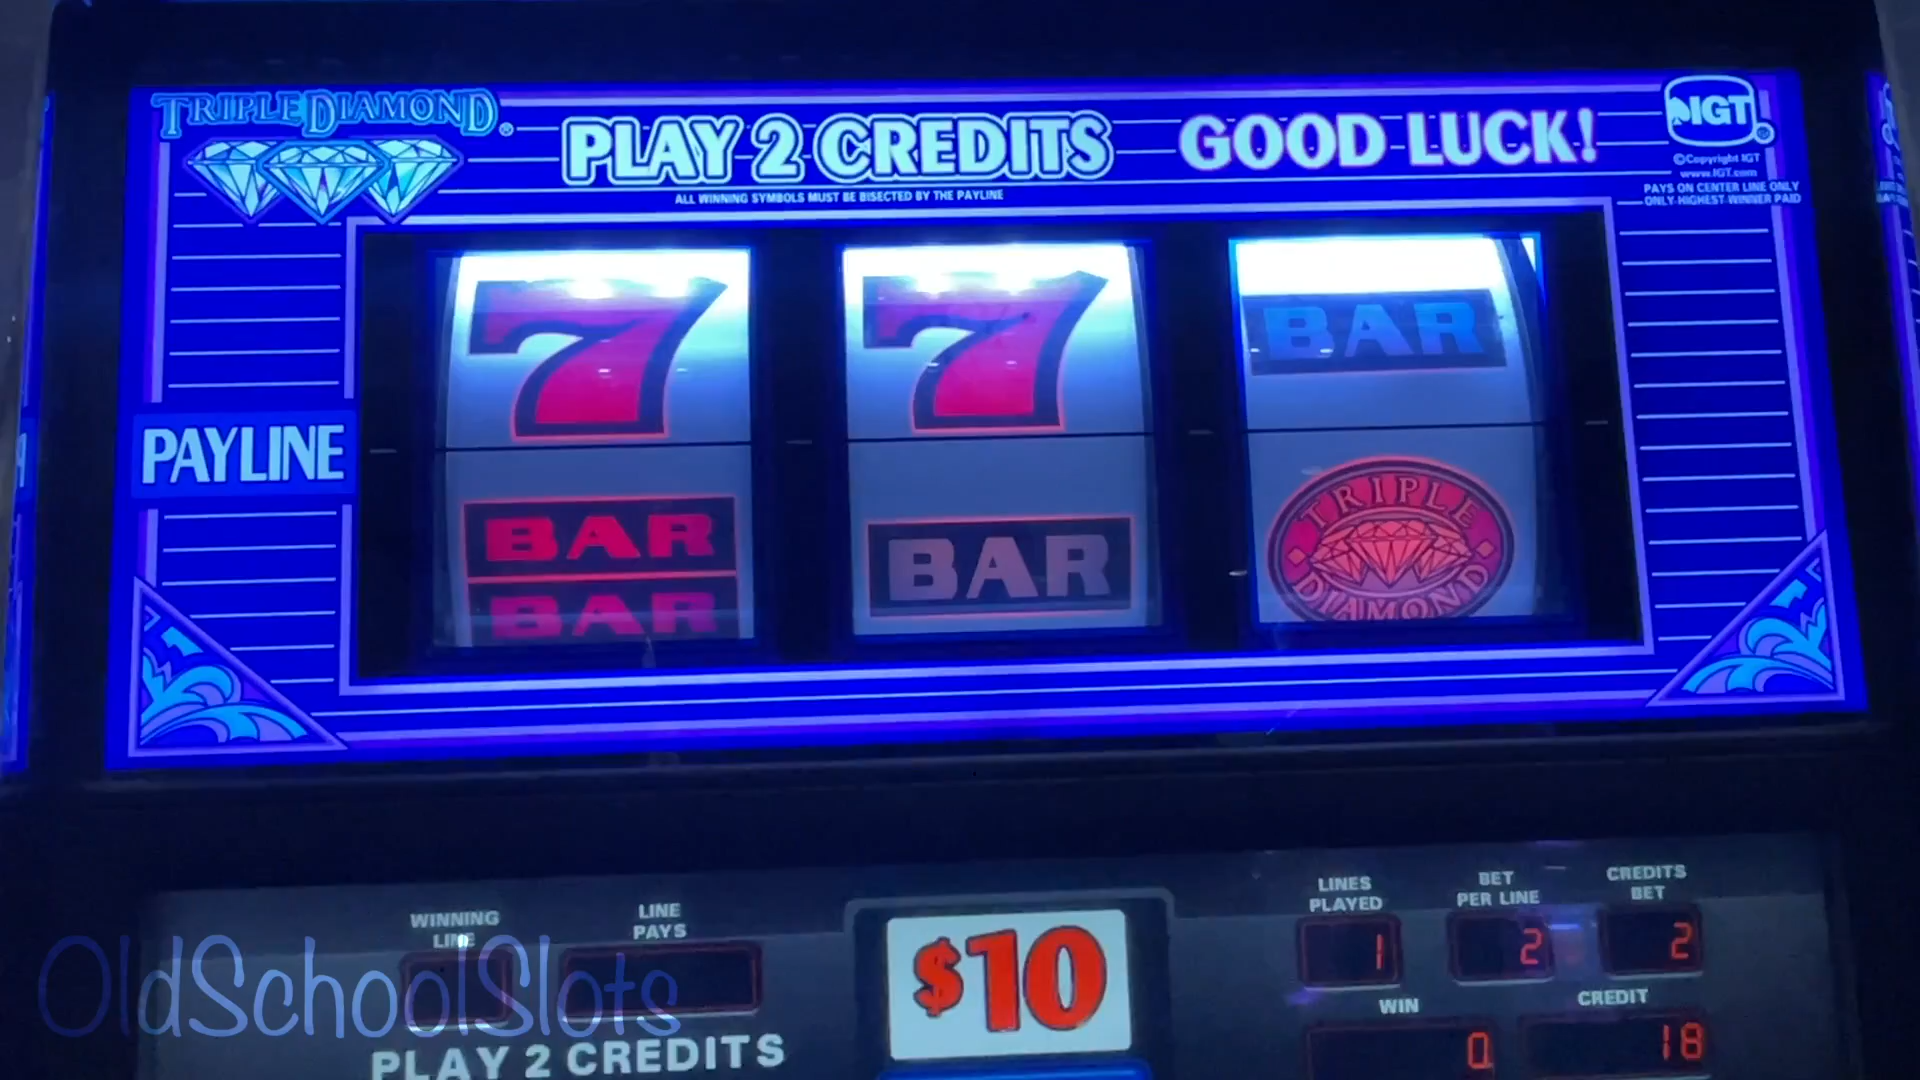 TRIPLE DIAMOND®
PLAY 2 CREDITS
GOOD LUCK!
IGT®
ALL WINNING SYMBOLS MUST BE BISECTED BY THE PAYLINE
©Copyright IGT
www.IGT.com
PAYS ON CENTER LINE ONLY
ONLY HIGHEST WINNER PAID
7
7
BAR
PAYLINE
BAR
BAR
BAR
TRIPLE
DIAMOND
WINNING
LINE
LINE
PAYS
$10
LINES
PLAYED
1
BET
PER LINE
2
CREDITS
BET
2
WIN
0
CREDIT
18
OldSchoolSlots
PLAY 2 CREDITS